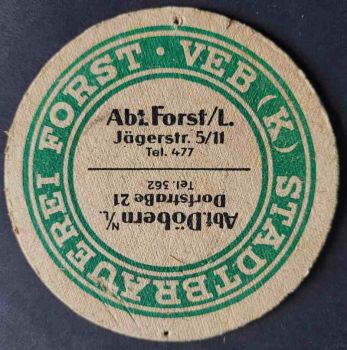 VEB (K) STADTBRAUEREI FORST ·
Abt. Forst/L.
Jägerstr. 5/11
Tel. 477
Abt. Döbern N/L.
Dorfstraße 21
Tel. 362